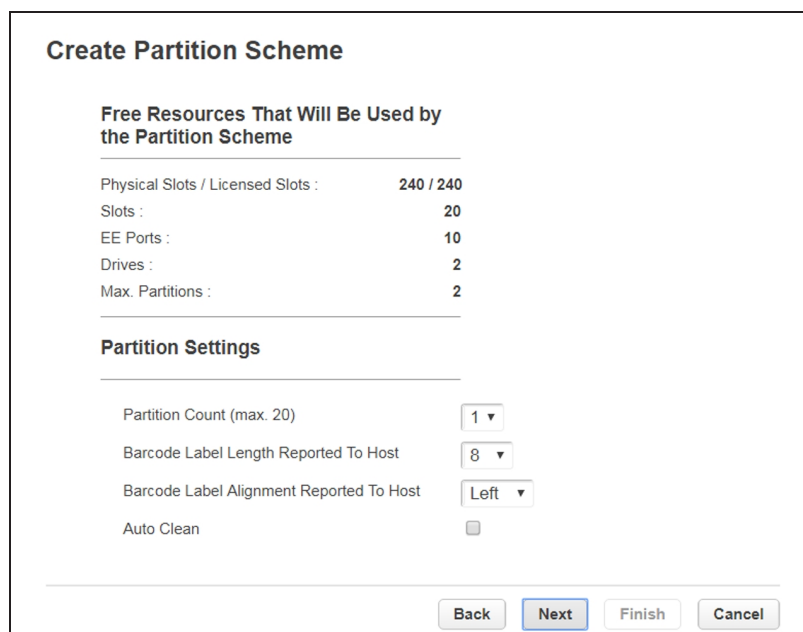 Create Partition Scheme
Free Resources That Will Be Used by
the Partition Scheme
Physical Slots / Licensed Slots : 240 / 240
Slots : 20
EE Ports : 10
Drives : 2
Max. Partitions : 2
Partition Settings
Partition Count (max. 20) 1
Barcode Label Length Reported To Host 8
Barcode Label Alignment Reported To Host Left
Auto Clean
Back Next Finish Cancel